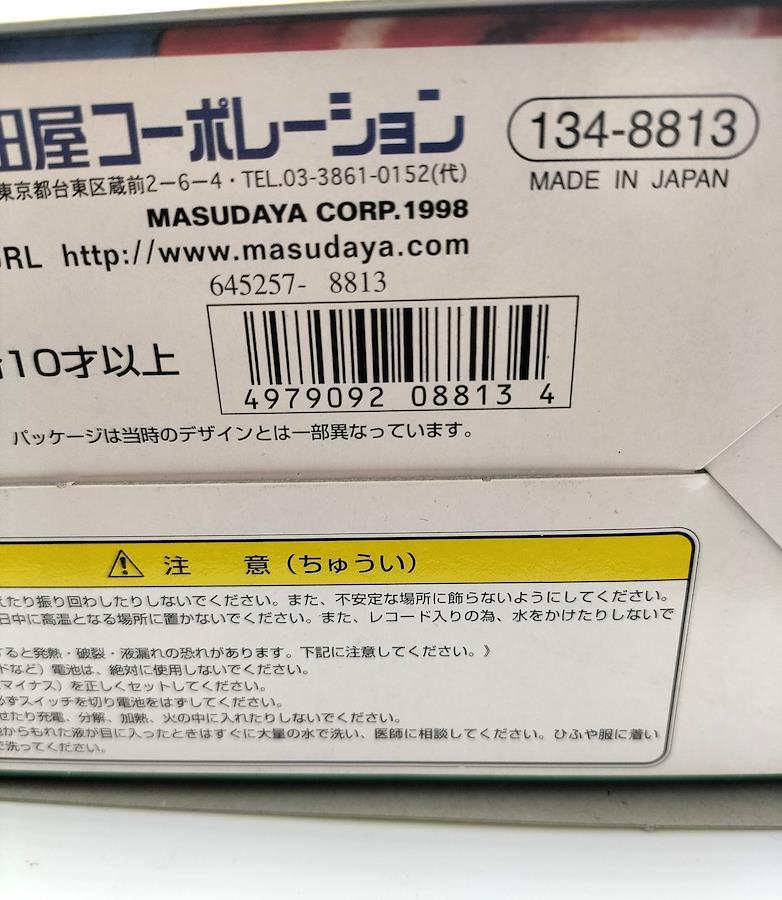 田屋コーポレーション
134-8813
東京都台東区蔵前2-6-4・TEL.03-3861-0152(代)
MADE IN JAPAN
MASUDAYA CORP.1998
URL http://www.masudaya.com
645257- 8813
10才以上
4979092 08813 4
パッケージは当時のデザインとは一部異なっています。
注 意（ちゅうい）
えたり振り回わしたりしないでください。また、不安定な場所に飾らないようにしてください。
日中に高温となる場所に置かないでください。また、レコード入りの為、水をかけたりしないで
すると発熱・破裂・液漏れの恐れがあります。下記に注意してください。》
ドなど）電池は、絶対に使用しないでください。
マイナス）を正しくセットしてください。
必ずスイッチを切り電池をはずしてください。
せたり充電、分解、加熱、火の中に入れたりしないでください。
からもれた液が目に入ったときはすぐに大量の水で洗い、医師に相談してください。ひふや服に着い
で洗ってください。